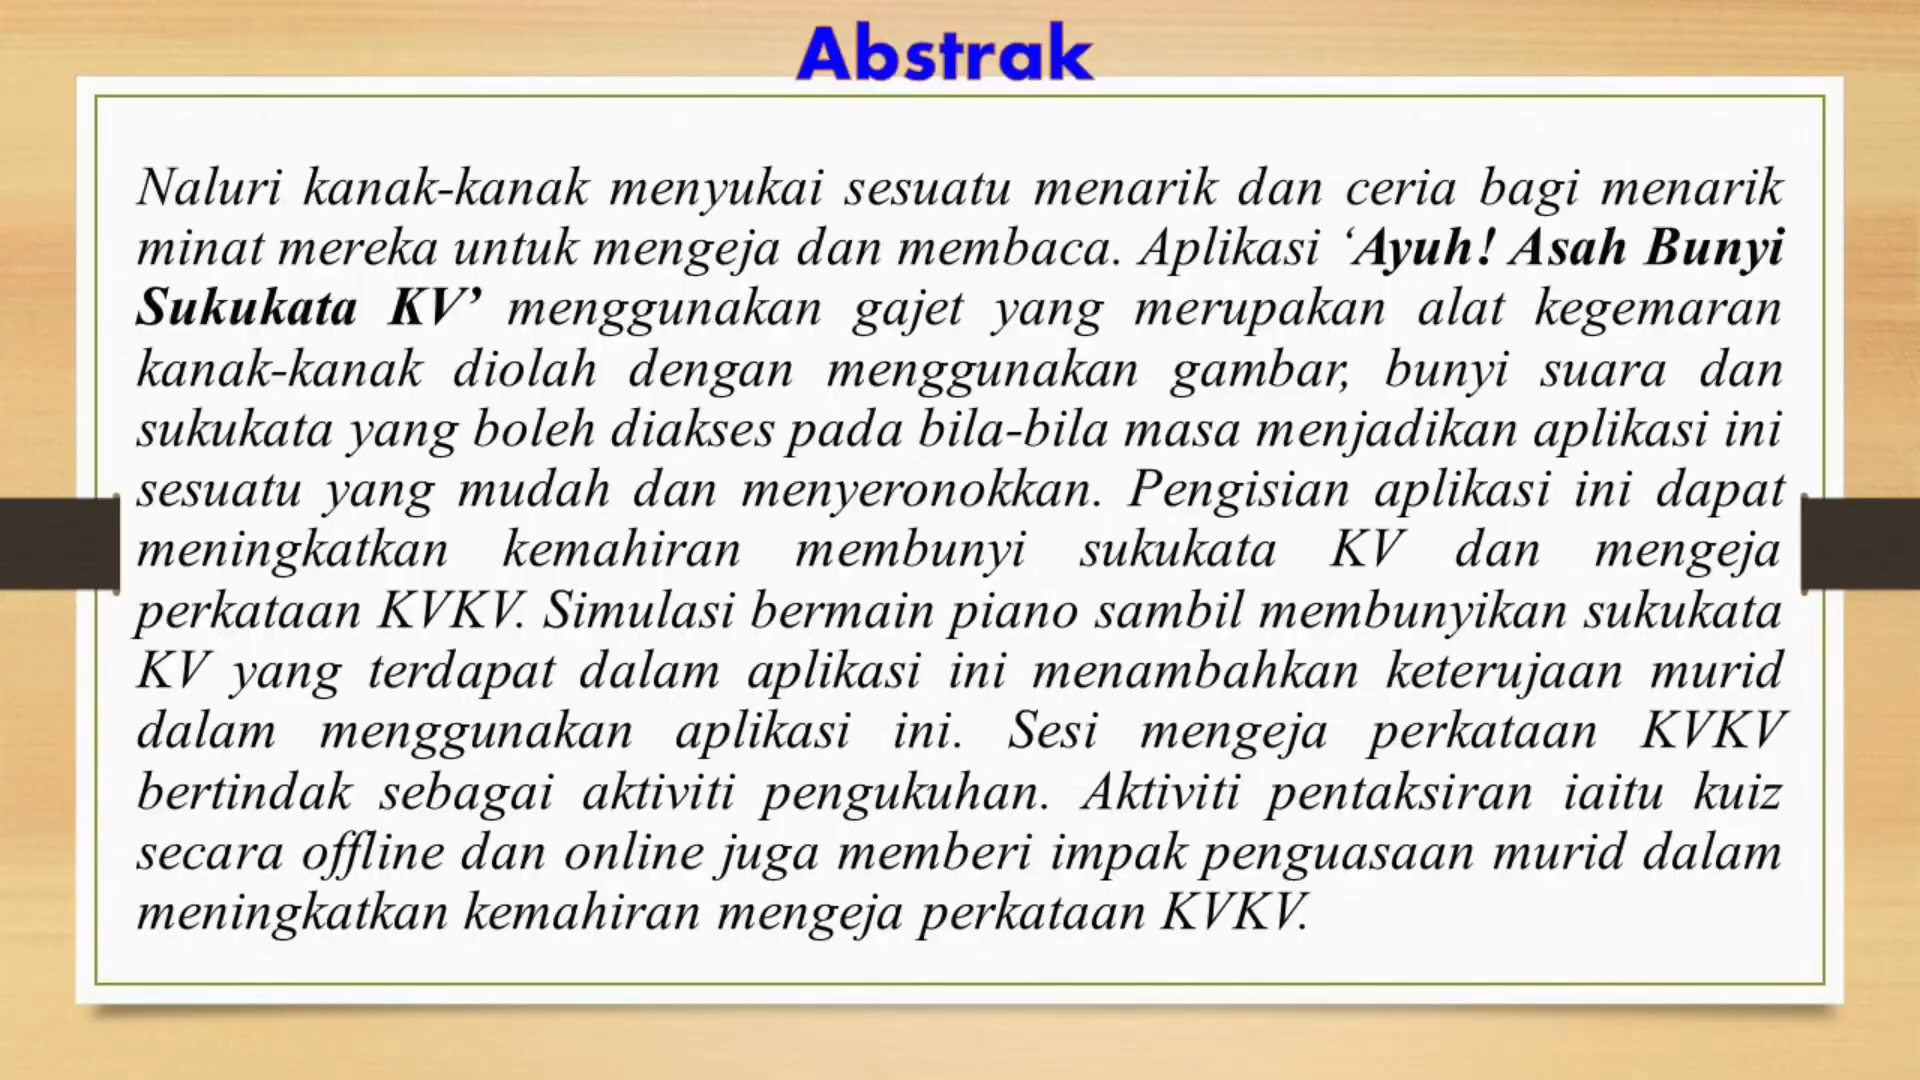 Abstrak
Naluri kanak-kanak menyukai sesuatu menarik dan ceria bagi menarik
minat mereka untuk mengeja dan membaca. Aplikasi ‘Ayuh! Asah Bunyi
Sukukata KV’ menggunakan gajet yang merupakan alat kegemaran
kanak-kanak diolah dengan menggunakan gambar, bunyi suara dan
sukukata yang boleh diakses pada bila-bila masa menjadikan aplikasi ini
sesuatu yang mudah dan menyeronokkan. Pengisian aplikasi ini dapat
meningkatkan kemahiran membunyi sukukata KV dan mengeja
perkataan KVKV. Simulasi bermain piano sambil membunyikan sukukata
KV yang terdapat dalam aplikasi ini menambahkan keterujaan murid
dalam menggunakan aplikasi ini. Sesi mengeja perkataan KVKV
bertindak sebagai aktiviti pengukuhan. Aktiviti pentaksiran iaitu kuiz
secara offline dan online juga memberi impak penguasaan murid dalam
meningkatkan kemahiran mengeja perkataan KVKV.